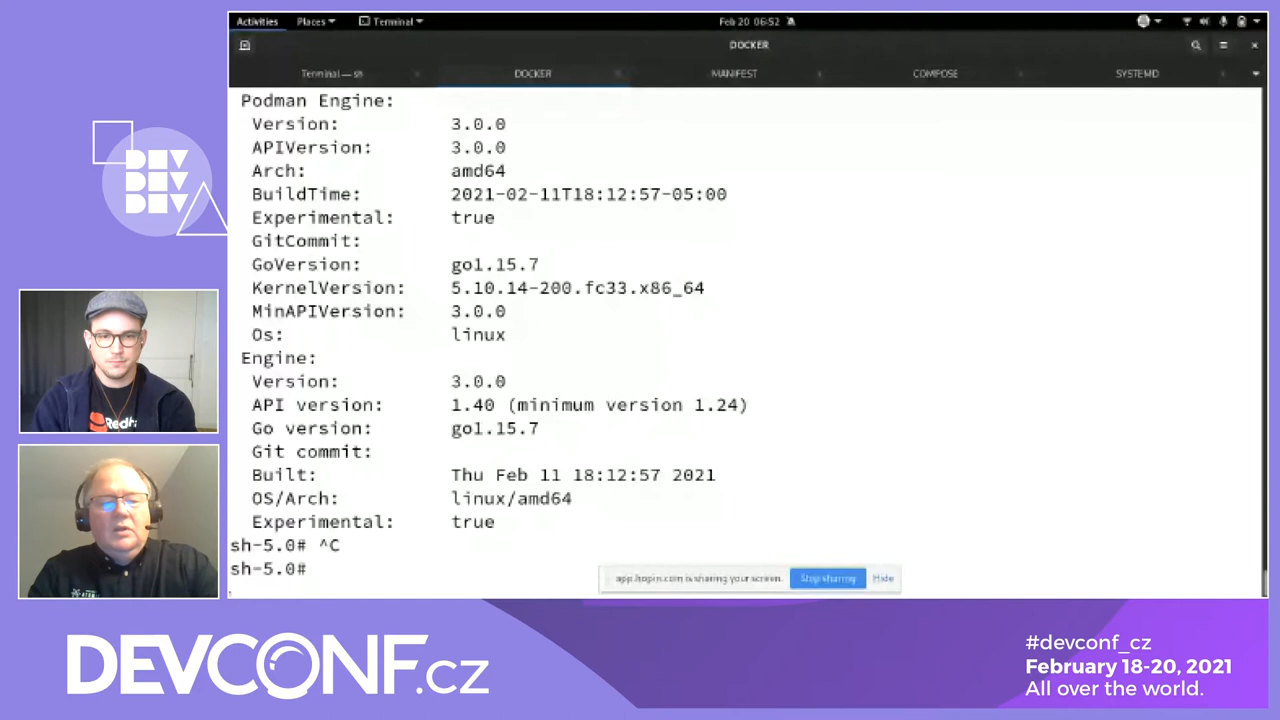 Activities Places Terminal Feb 20 06:52
DOCKER
Terminal — sh DOCKER MANIFEST COMPOSE SYSTEMD
Podman Engine:
Version: 3.0.0
APIVersion: 3.0.0
Arch: amd64
BuildTime: 2021-02-11T18:12:57-05:00
Experimental: true
GitCommit:
GoVersion: go1.15.7
KernelVersion: 5.10.14-200.fc33.x86_64
MinAPIVersion: 3.0.0
Os: linux
Engine:
Version: 3.0.0
API version: 1.40 (minimum version 1.24)
Go version: go1.15.7
Git commit:
Built: Thu Feb 11 18:12:57 2021
OS/Arch: linux/amd64
Experimental: true
sh-5.0# ^C
sh-5.0#
app.hopin.com is sharing your screen. Stop sharing Hide
DEV
DEV
DEV
RedH
DEVCONF.cz
#devconf_cz
February 18-20, 2021
All over the world.